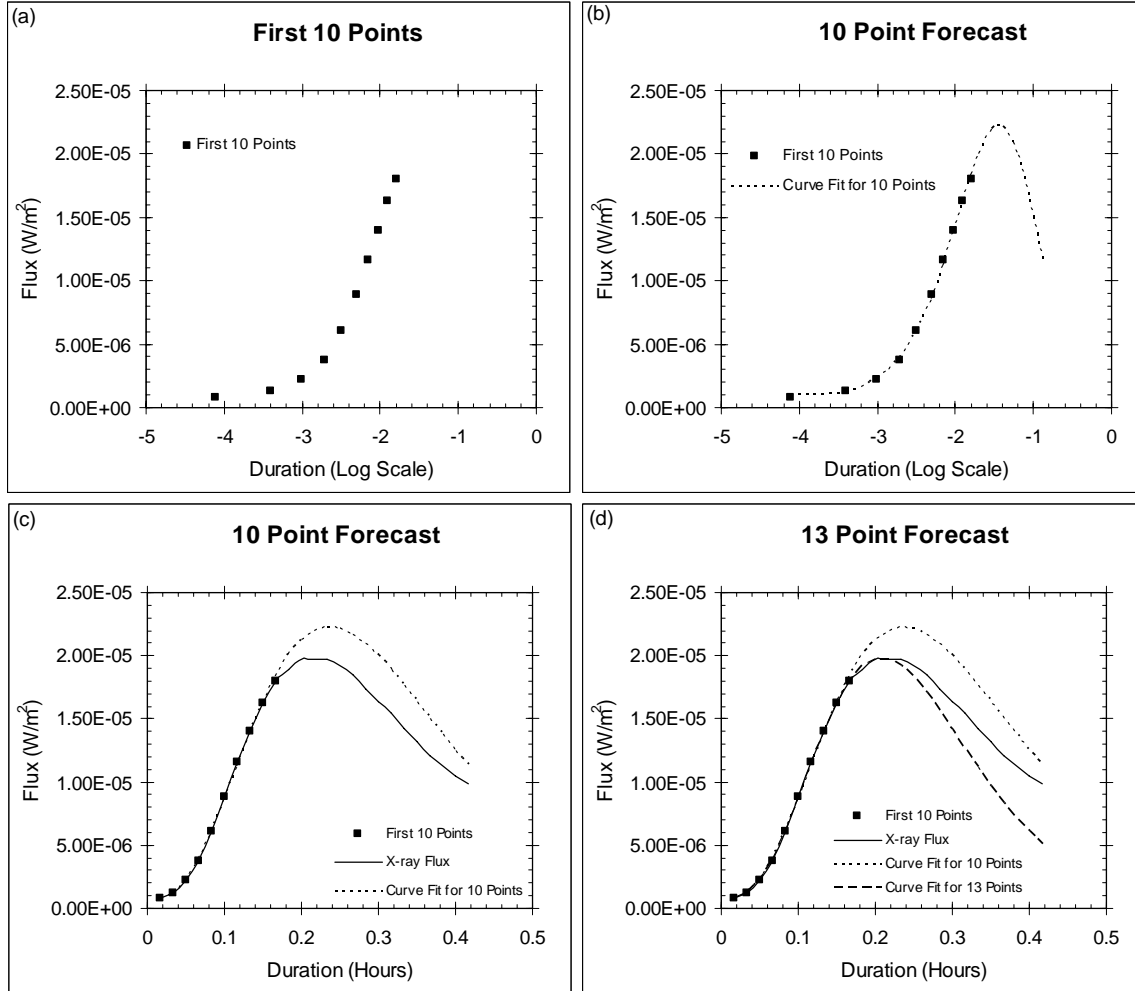 (a)
First 10 Points
2.50E-05
2.00E-05
1.50E-05
1.00E-05
5.00E-06
0.00E+00
Flux (W/m²)
First 10 Points
-5 -4 -3 -2 -1 0
Duration (Log Scale)
(b)
10 Point Forecast
2.50E-05
2.00E-05
1.50E-05
1.00E-05
5.00E-06
0.00E+00
Flux (W/m²)
First 10 Points
Curve Fit for 10 Points
-5 -4 -3 -2 -1 0
Duration (Log Scale)
(c)
10 Point Forecast
2.50E-05
2.00E-05
1.50E-05
1.00E-05
5.00E-06
0.00E+00
Flux (W/m²)
First 10 Points
X-ray Flux
Curve Fit for 10 Points
0 0.1 0.2 0.3 0.4 0.5
Duration (Hours)
(d)
13 Point Forecast
2.50E-05
2.00E-05
1.50E-05
1.00E-05
5.00E-06
0.00E+00
Flux (W/m²)
First 10 Points
X-ray Flux
Curve Fit for 10 Points
Curve Fit for 13 Points
0 0.1 0.2 0.3 0.4 0.5
Duration (Hours)